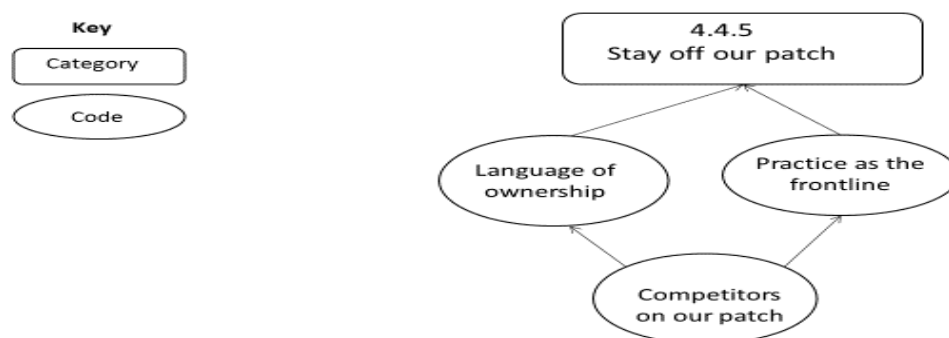 Key
Category
Code
4.4.5
Stay off our patch
Language of
ownership
Practice as the
frontline
Competitors
on our patch